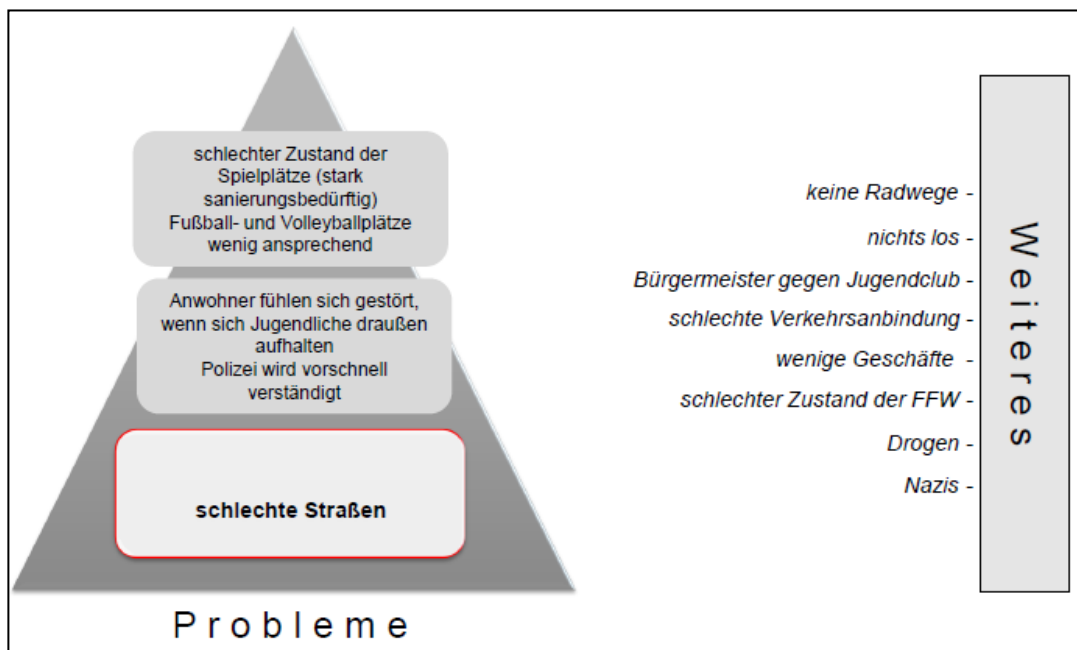 schlechter Zustand der
Spielplätze (stark
sanierungsbedürftig)
Fußball- und Volleyballplätze
wenig ansprechend
Anwohner fühlen sich gestört,
wenn sich Jugendliche draußen
aufhalten
Polizei wird vorschnell
verständigt
schlechte Straßen
Probleme
keine Radwege -
nichts los -
Bürgermeister gegen Jugendclub -
schlechte Verkehrsanbindung -
wenige Geschäfte -
schlechter Zustand der FFW -
Drogen -
Nazis -
Weiteres